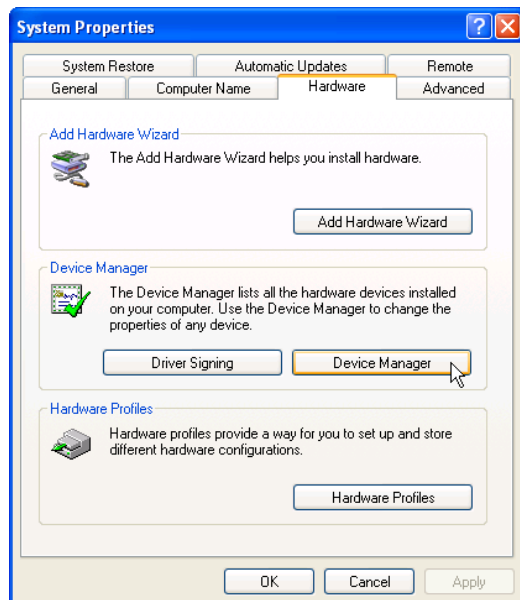 System Properties
System Restore Automatic Updates Remote
General Computer Name Hardware Advanced
Add Hardware Wizard
The Add Hardware Wizard helps you install hardware.
Add Hardware Wizard
Device Manager
The Device Manager lists all the hardware devices installed
on your computer. Use the Device Manager to change the
properties of any device.
Driver Signing Device Manager
Hardware Profiles
Hardware profiles provide a way for you to set up and store
different hardware configurations.
Hardware Profiles
OK Cancel Apply